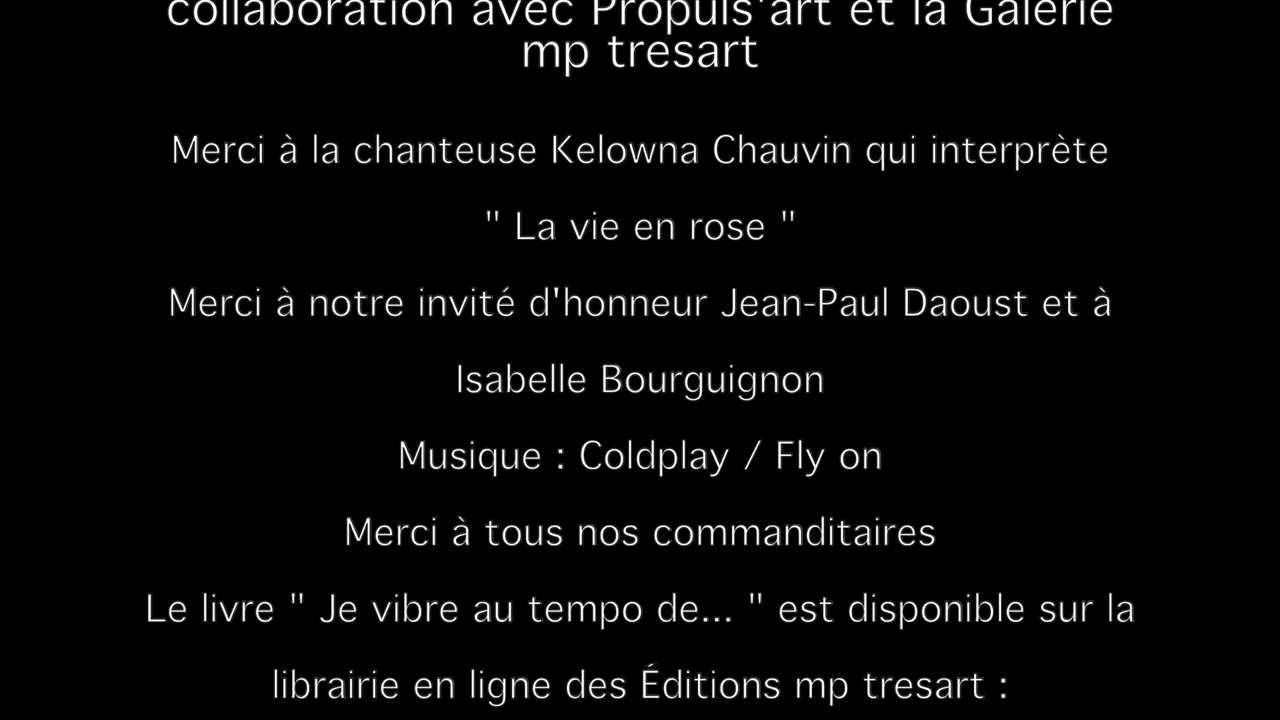 collaboration avec Propuls'art et la Galerie
mp tresart
Merci à la chanteuse Kelowna Chauvin qui interprète
" La vie en rose "
Merci à notre invité d'honneur Jean-Paul Daoust et à
Isabelle Bourguignon
Musique : Coldplay / Fly on
Merci à tous nos commanditaires
Le livre " Je vibre au tempo de... " est disponible sur la
librairie en ligne des Éditions mp tresart :